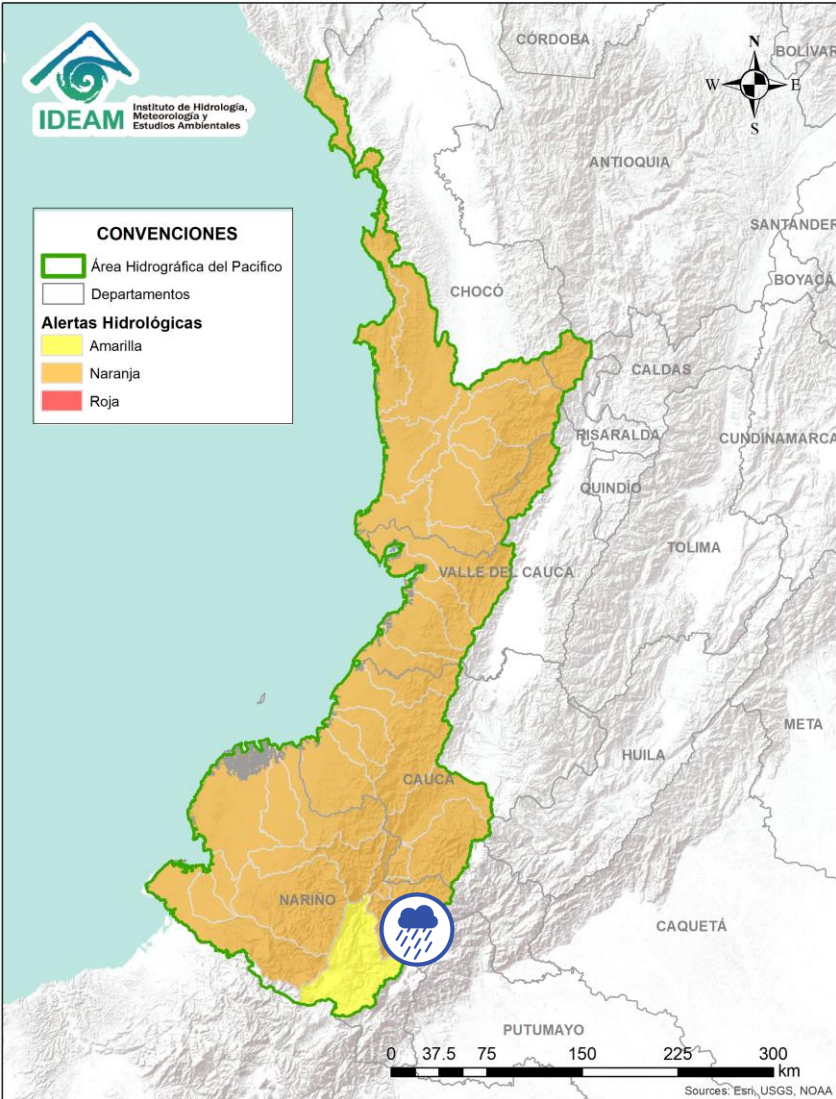 IDEAM
Instituto de Hidrología,
Meteorología y
Estudios Ambientales
N
W
E
S
CÓRDOBA
BOLÍVAR
ANTIOQUIA
SANTANDER
BOYACÁ
CHOCÓ
CONVENCIONES
Área Hidrográfica del Pacifico
Departamentos
Alertas Hidrológicas
Amarilla
Naranja
Roja
CALDAS
RISARALDA
CUNDINAMARCA
QUINDÍO
TOLIMA
VALLE DEL CAUCA
META
HUILA
CAUCA
NARIÑO
CAQUETÁ
PUTUMAYO
0 37.5 75 150 225 300
km
Sources: Esri, USGS, NOAA